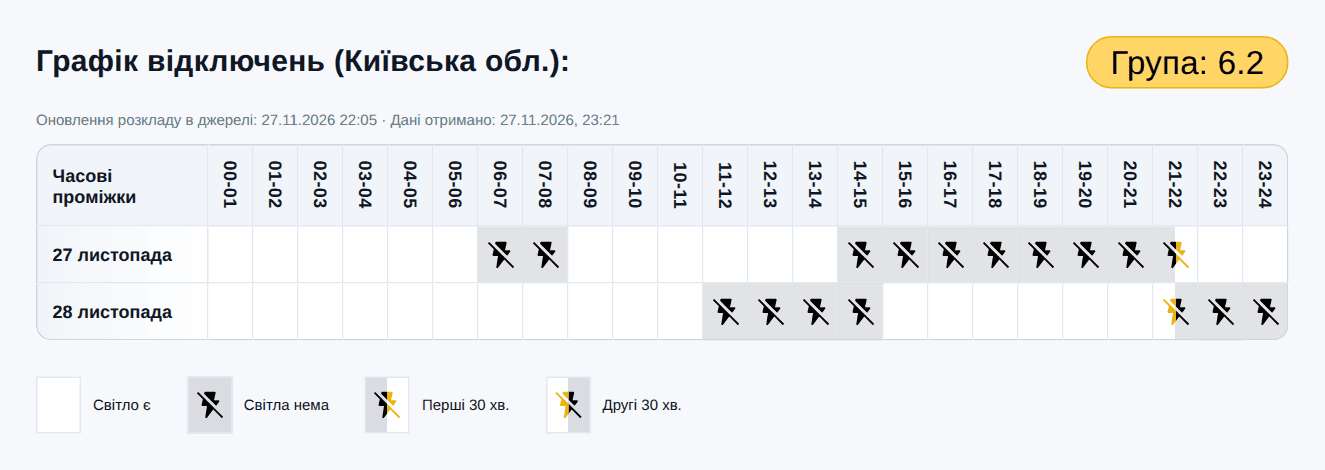 Графік відключень (Київська обл.):
Група: 6.2
Оновлення розкладу в джерелі: 27.11.2026 22:05 · Дані отримано: 27.11.2026, 23:21
Часові
проміжки
00-01
01-02
02-03
03-04
04-05
05-06
06-07
07-08
08-09
09-10
10-11
11-12
12-13
13-14
14-15
15-16
16-17
17-18
18-19
19-20
20-21
21-22
22-23
23-24
27 листопада
28 листопада
Світло є
Світла нема
Перші 30 хв.
Другі 30 хв.